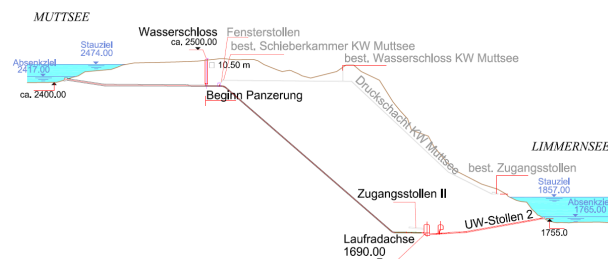 MUTTSEE
Stauziel
2474.00
Absenkziel
2417.00
ca. 2400.00
Wasserschloss
ca. 2500.00
Fensterstollen
best. Schieberkammer KW Muttsee
best. Wasserschloss KW Muttsee
10.50 m
Beginn Panzerung
Druckschacht KW Muttsee
LIMMERNSEE
best. Zugangsstollen
Stauziel
1857.00
Absenkziel
1765.00
Zugangsstollen II
UW-Stollen 2
1755.0
Laufradachse
1690.00